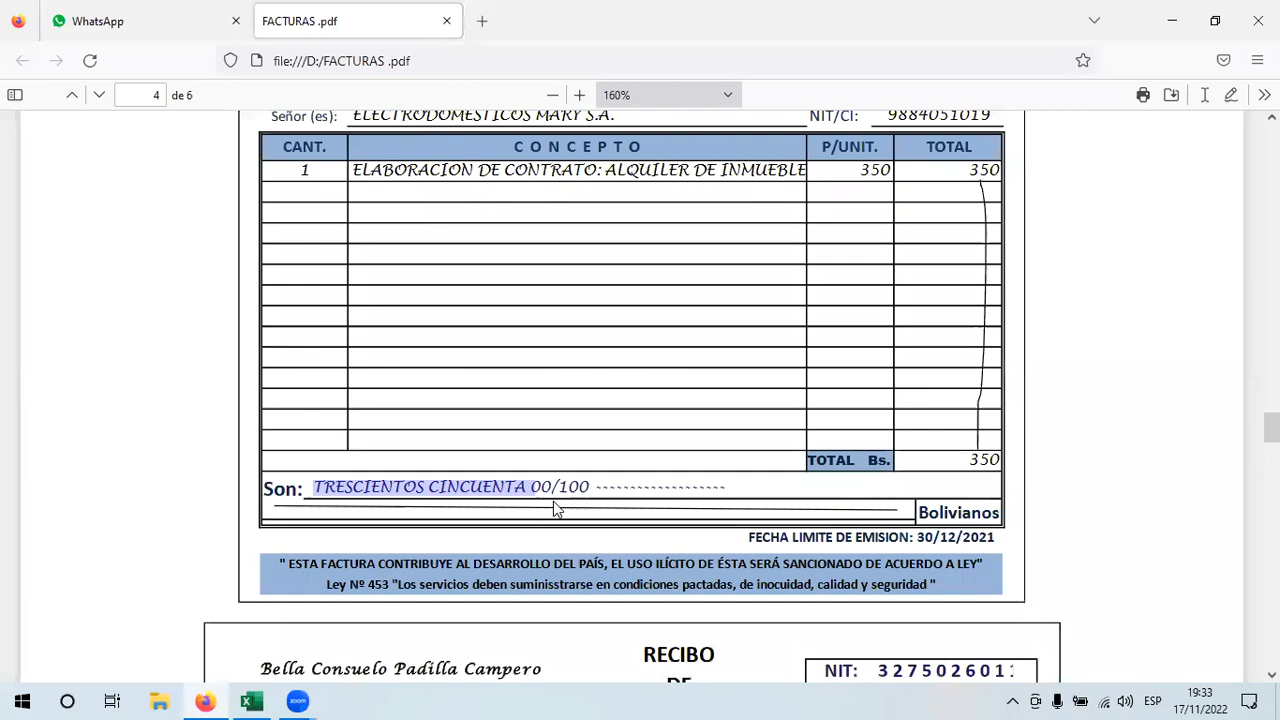 WhatsApp
FACTURAS .pdf
file:///D:/FACTURAS .pdf
4 de 6
160%
Señor (es): ELECTRODOMESTICOS MARY S.A. NIT/CI: 9884051019
CANT. CONCEPTO P/UNIT. TOTAL
1 ELABORACION DE CONTRATO: ALQUILER DE INMUEBLE 350 350
TOTAL Bs. 350
Son: TRESCIENTOS CINCUENTA 00/100 -------------------
Bolivianos
FECHA LIMITE DE EMISION: 30/12/2021
" ESTA FACTURA CONTRIBUYE AL DESARROLLO DEL PAÍS, EL USO ILÍCITO DE ÉSTA SERÁ SANCIONADO DE ACUERDO A LEY"
Ley Nº 453 "Los servicios deben suminisstrarse en condiciones pactadas, de inocuidad, calidad y seguridad "
RECIBO
Bella Consuelo Padilla Campero
NIT: 3275026011
DE
ESP
19:33
17/11/2022